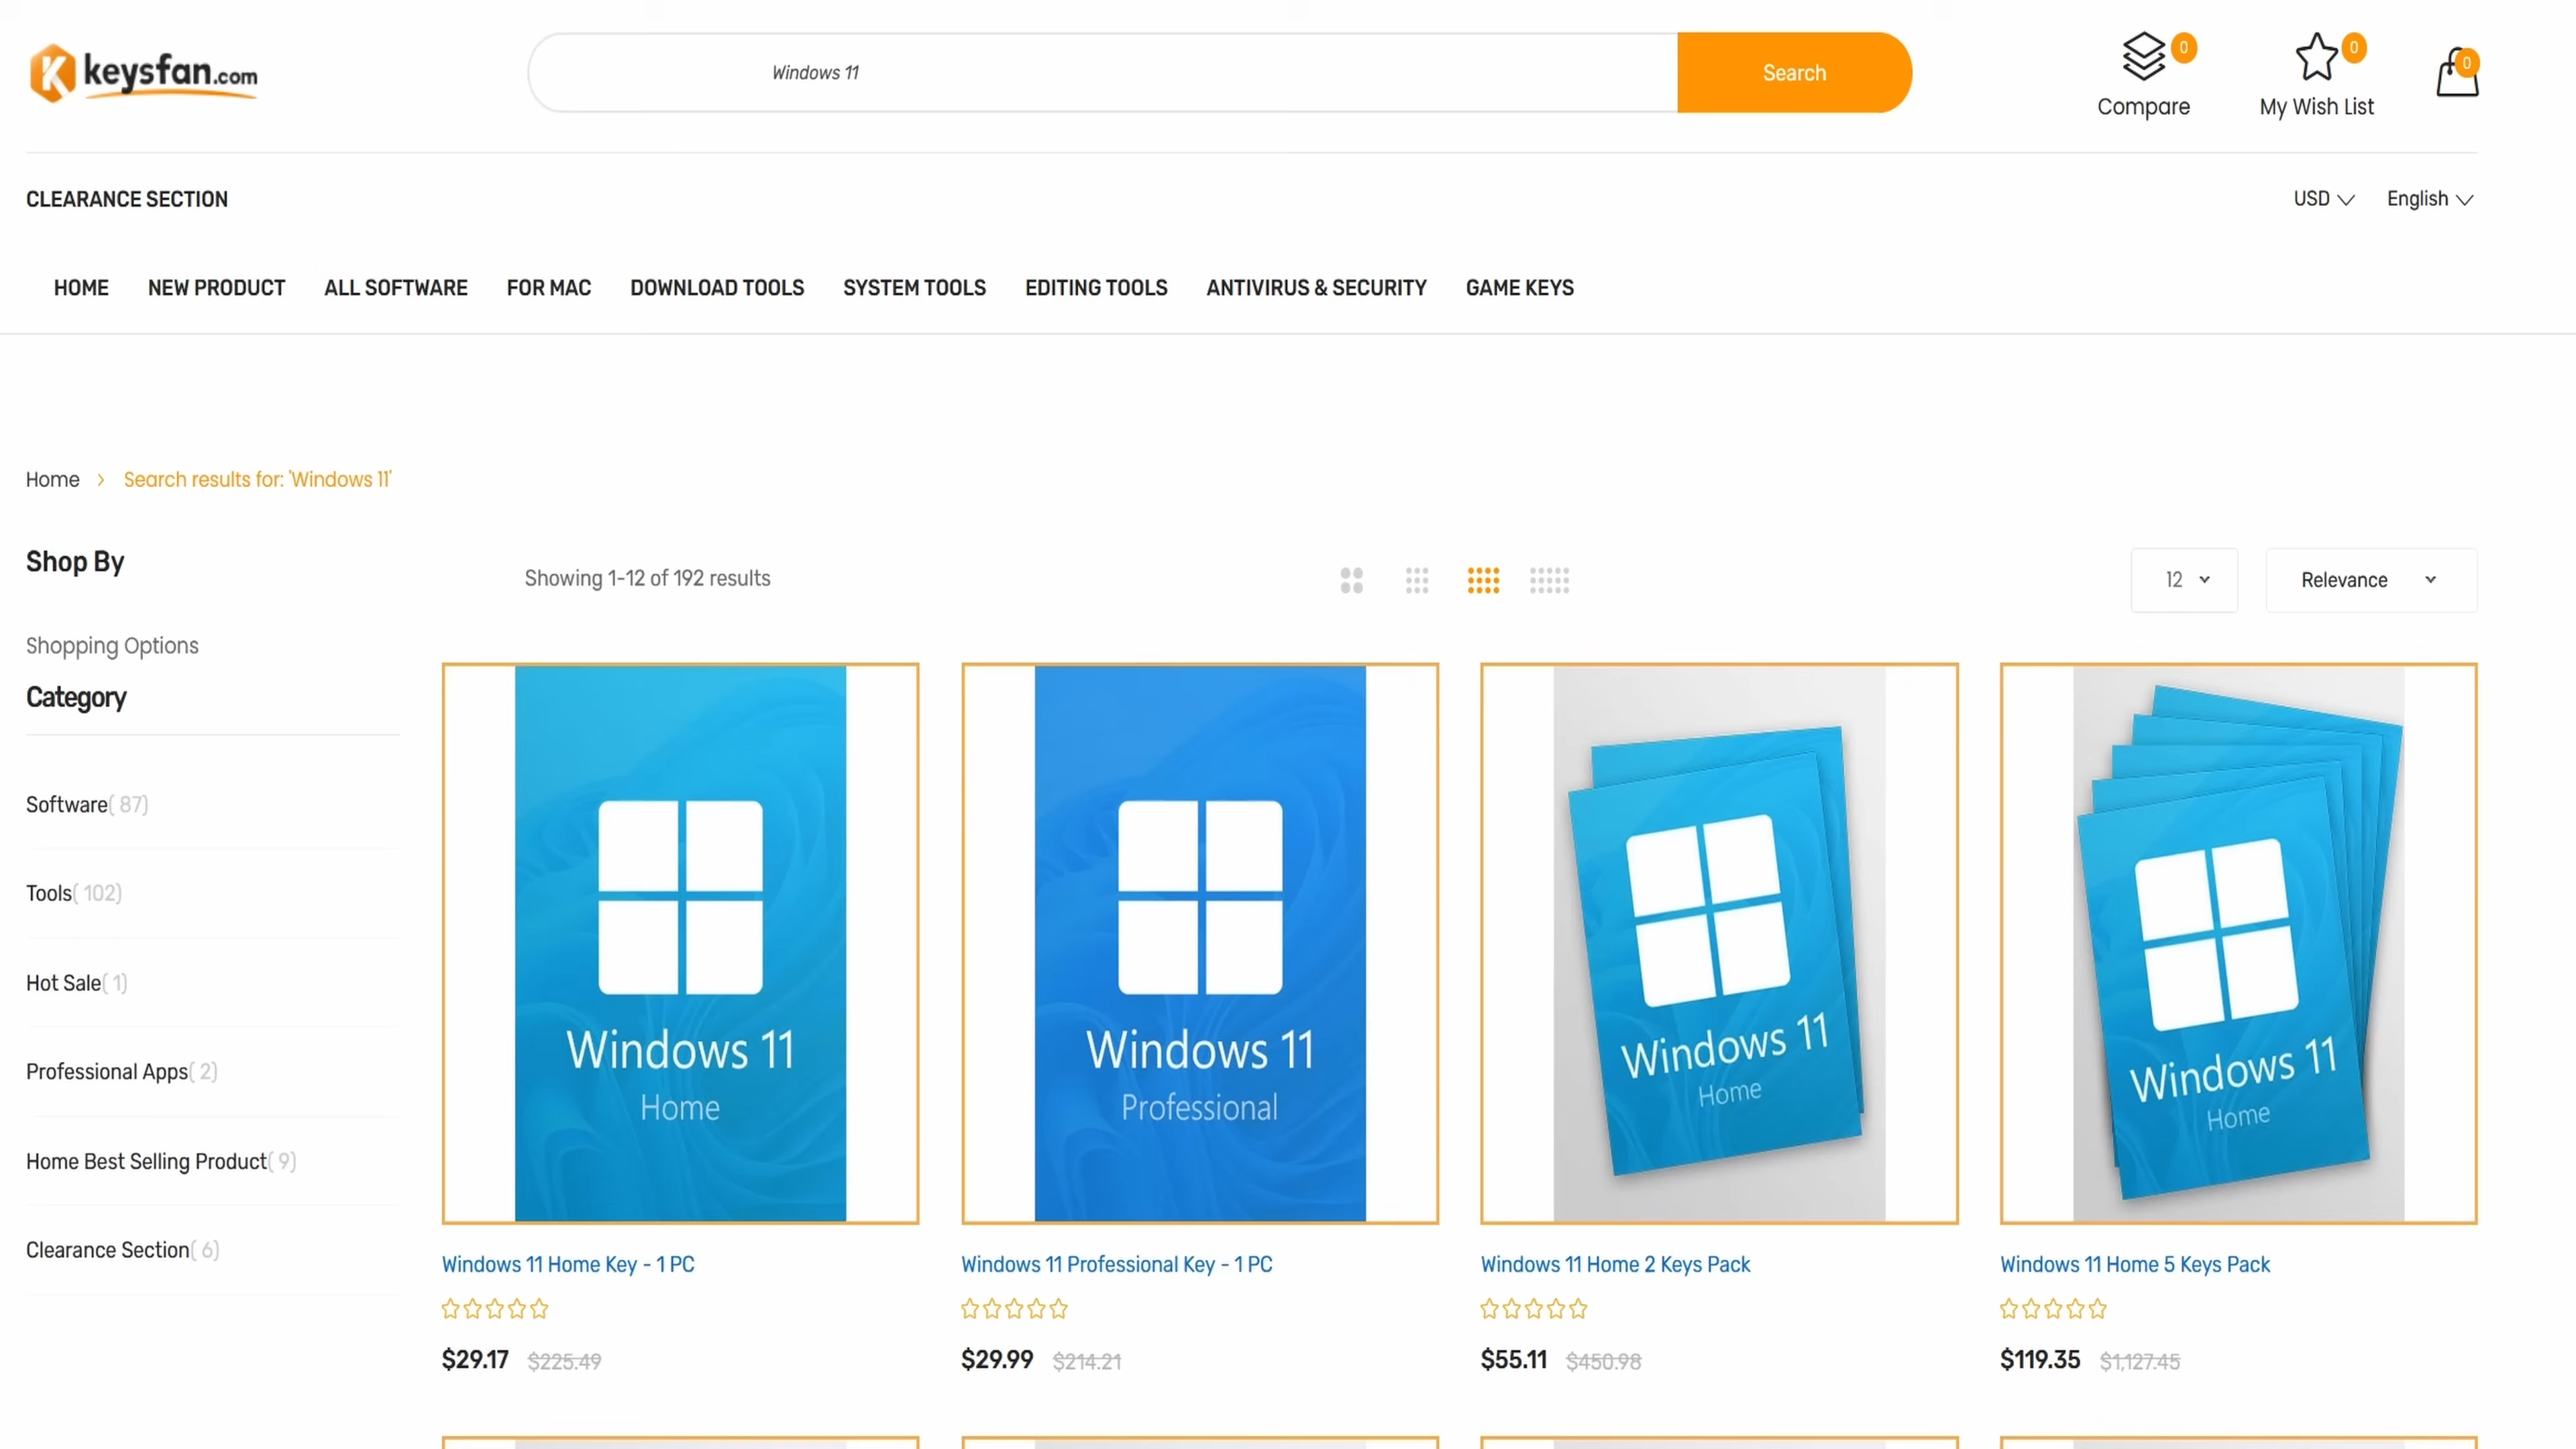 keysfan.com
Windows 11
Search
0
Compare
0
My Wish List
0
CLEARANCE SECTION
USD
English
HOME NEW PRODUCT ALL SOFTWARE FOR MAC DOWNLOAD TOOLS SYSTEM TOOLS EDITING TOOLS ANTIVIRUS & SECURITY GAME KEYS
Home > Search results for: 'Windows 11'
Shop By
Showing 1-12 of 192 results
12
Relevance
Shopping Options
Category
Software( 87)
Tools( 102)
Hot Sale( 1)
Professional Apps( 2)
Home Best Selling Product( 9)
Clearance Section( 6)
Windows 11
Home
Windows 11 Home Key - 1 PC
$29.17 $225.49
Windows 11
Professional
Windows 11 Professional Key - 1 PC
$29.99 $214.21
Windows 11
Home
Windows 11 Home 2 Keys Pack
$55.11 $450.98
Windows 11
Home
Windows 11 Home 5 Keys Pack
$119.35 $1,127.45